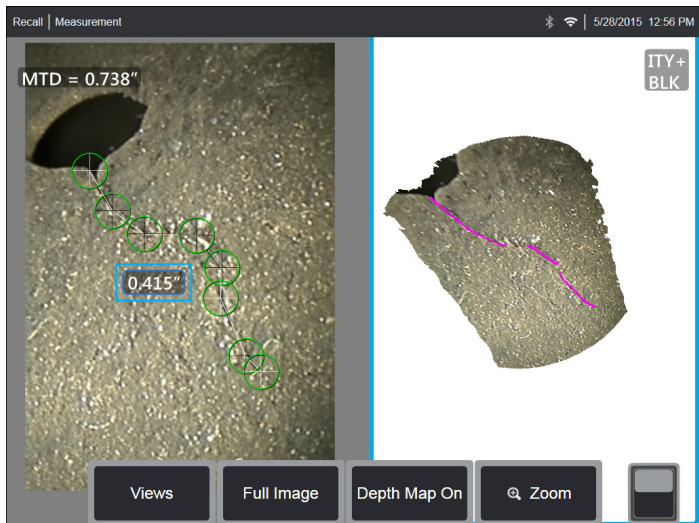 Recall | Measurement
5/28/2015 12:56 PM
MTD = 0.738"
ITY+
BLK
0.415"
Views
Full Image
Depth Map On
Zoom